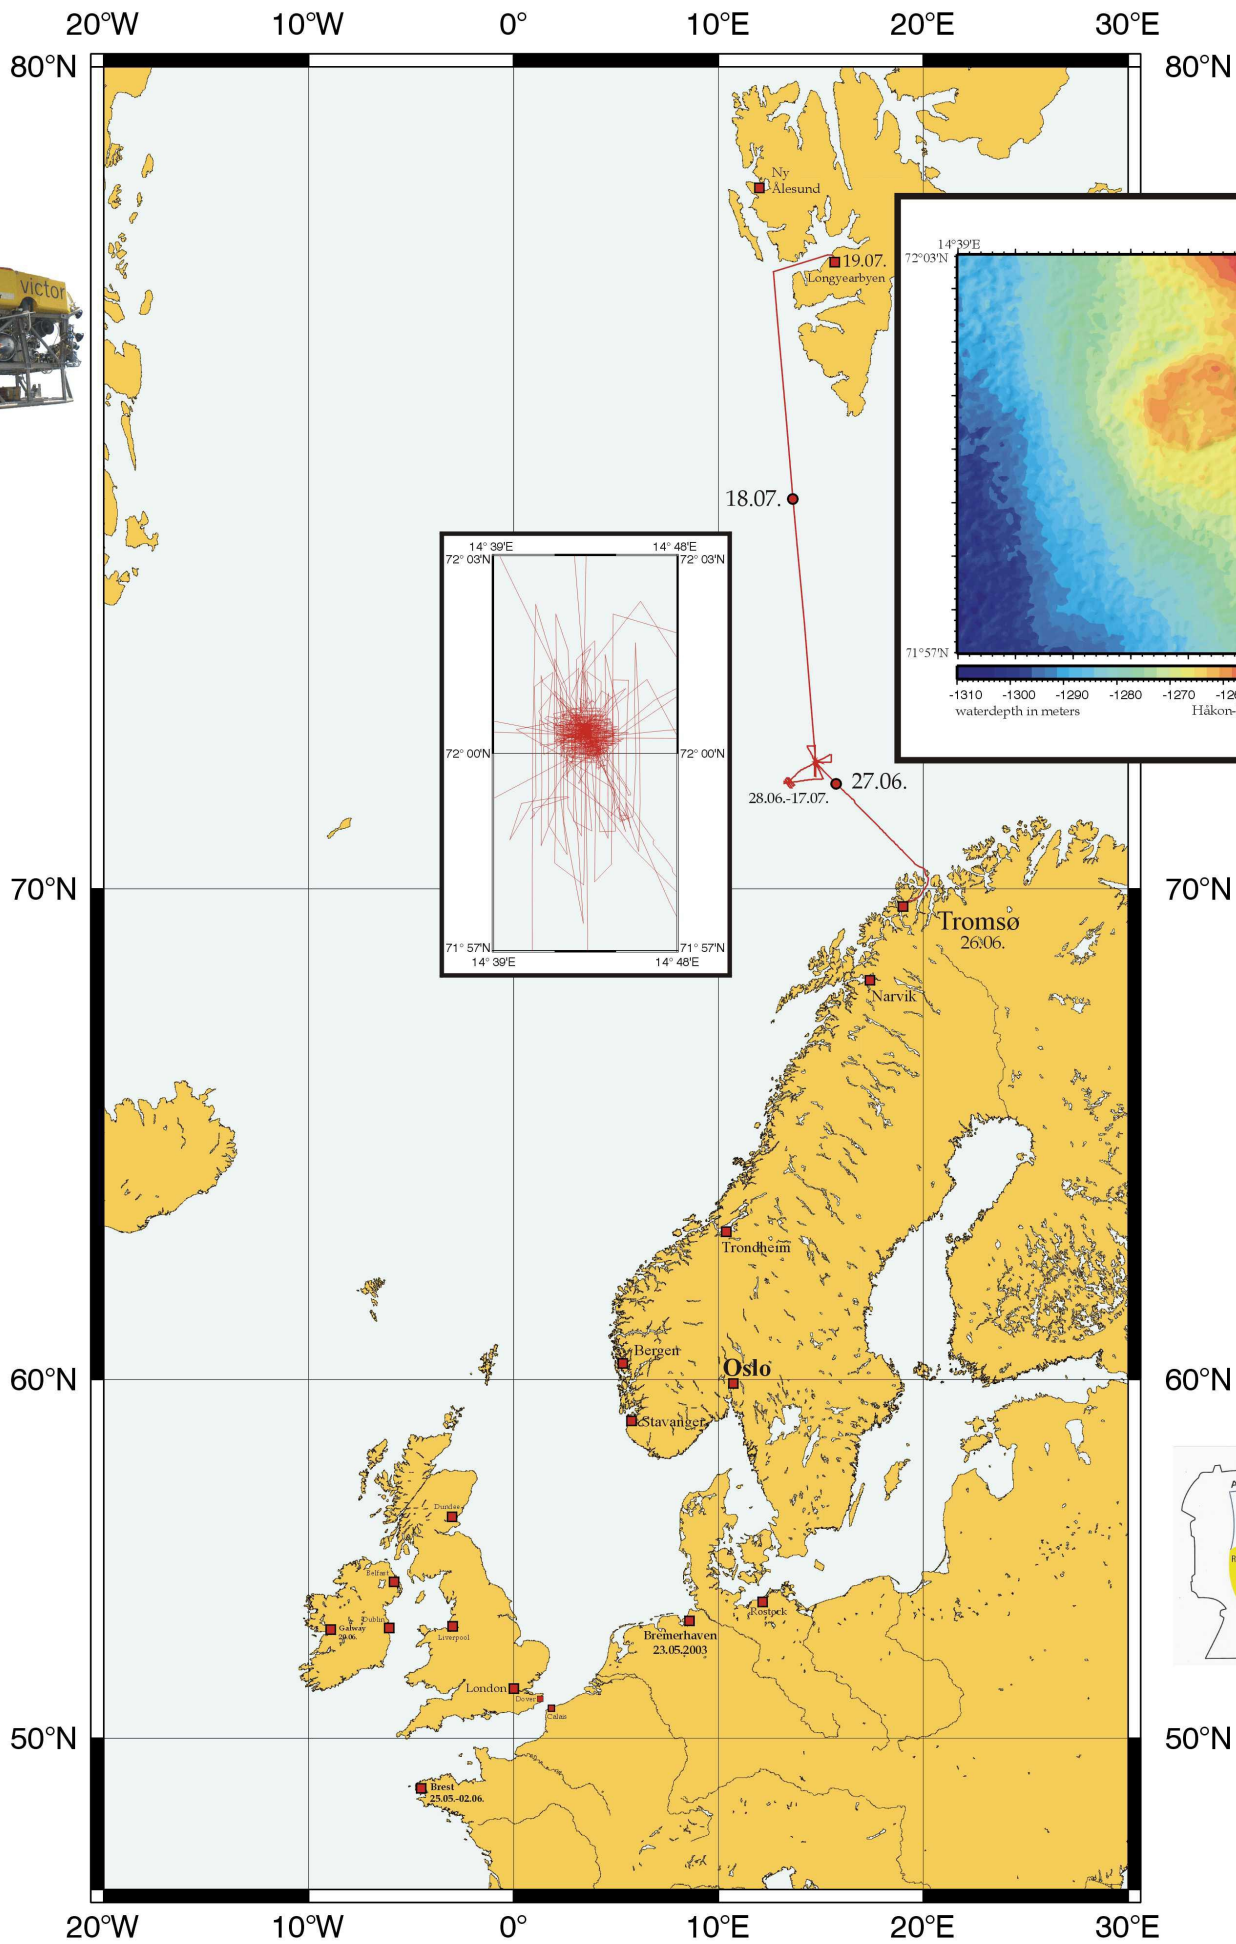 20°W 10°W 0° 10°E 20°E 30°E
80°N 80°N
Ny
Ålesund
victor
19.07.
Longyearbyen
14°39'E
72°03'N
18.07.
14° 39'E 14° 48'E
72° 03'N 72° 03'N
72° 00'N 72° 00'N
71° 57'N 71° 57'N
14° 39'E 14° 48'E
71°57'N
-1310 -1300 -1290 -1280 -1270 -126
waterdepth in meters Håkon-
27.06.
28.06.-17.07.
70°N 70°N
Tromsø
26.06.
Narvik
Trondheim
Bergen
Oslo
60°N 60°N
Stavanger
Dundee
A
R
Belfast
Rostock
Dublin
Galway
20.06.
Liverpool
Bremerhaven
23.05.2003
London
Dover
Calais
50°N 50°N
Brest
25.05.-02.06.
20°W 10°W 0° 10°E 20°E 30°E